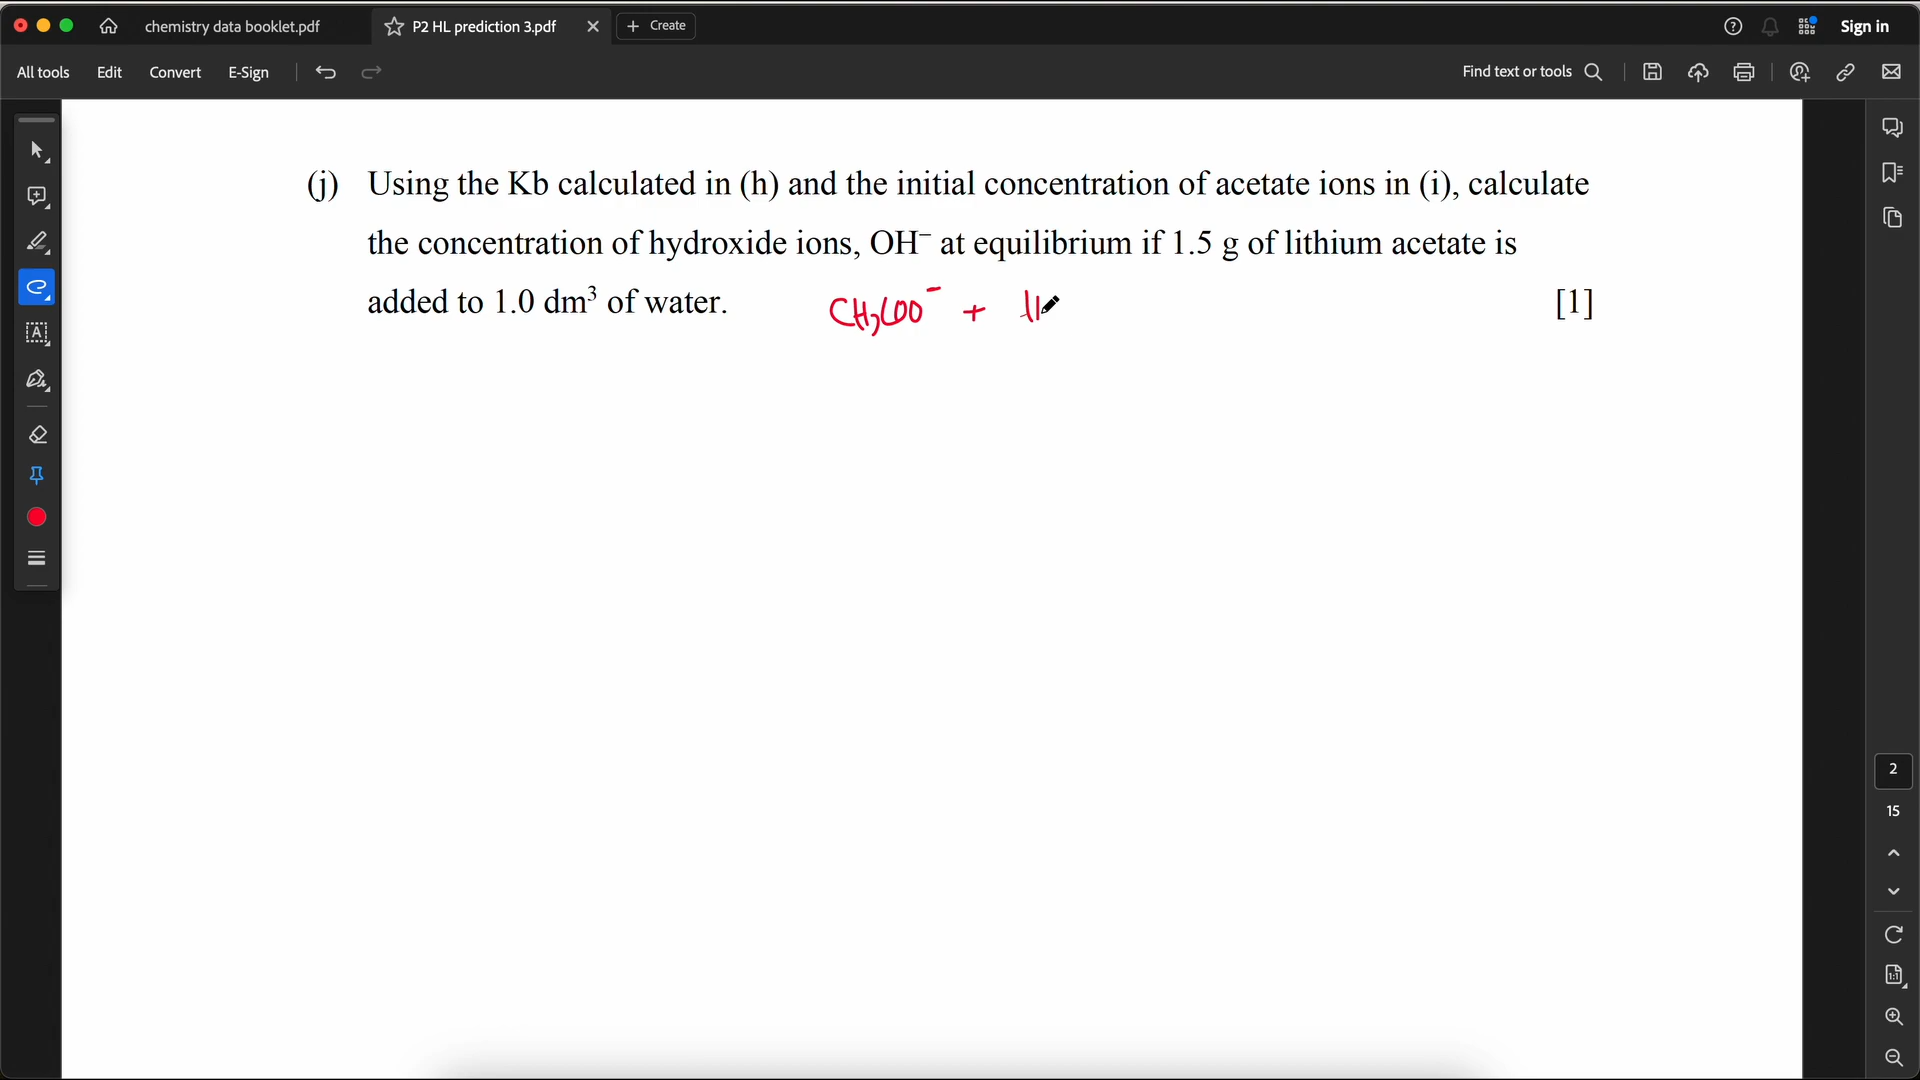 chemistry data booklet.pdf
P2 HL prediction 3.pdf
Create
Sign in
All tools
Edit
Convert
E-Sign
Find text or tools
(j) Using the Kb calculated in (h) and the initial concentration of acetate ions in (i), calculate
the concentration of hydroxide ions, OH⁻ at equilibrium if 1.5 g of lithium acetate is
added to 1.0 dm³ of water. [1]
CH₃COO⁻ +
2
15